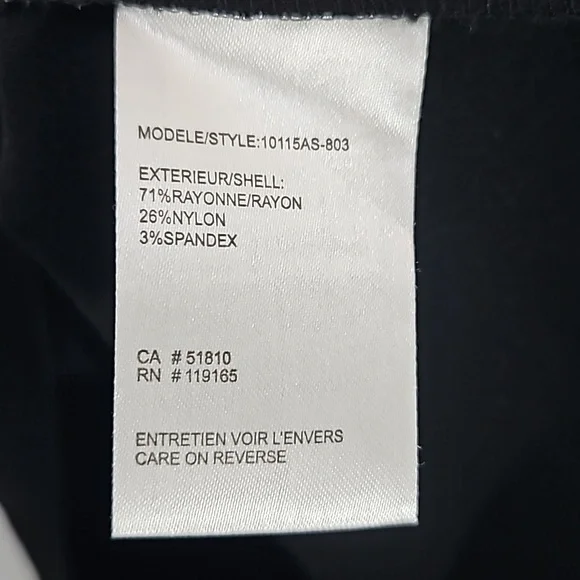 MODELE/STYLE:10115AS-803
EXTERIEUR/SHELL:
71%RAYONNE/RAYON
26%NYLON
3%SPANDEX
CA # 51810
RN # 119165
ENTRETIEN VOIR L'ENVERS
CARE ON REVERSE